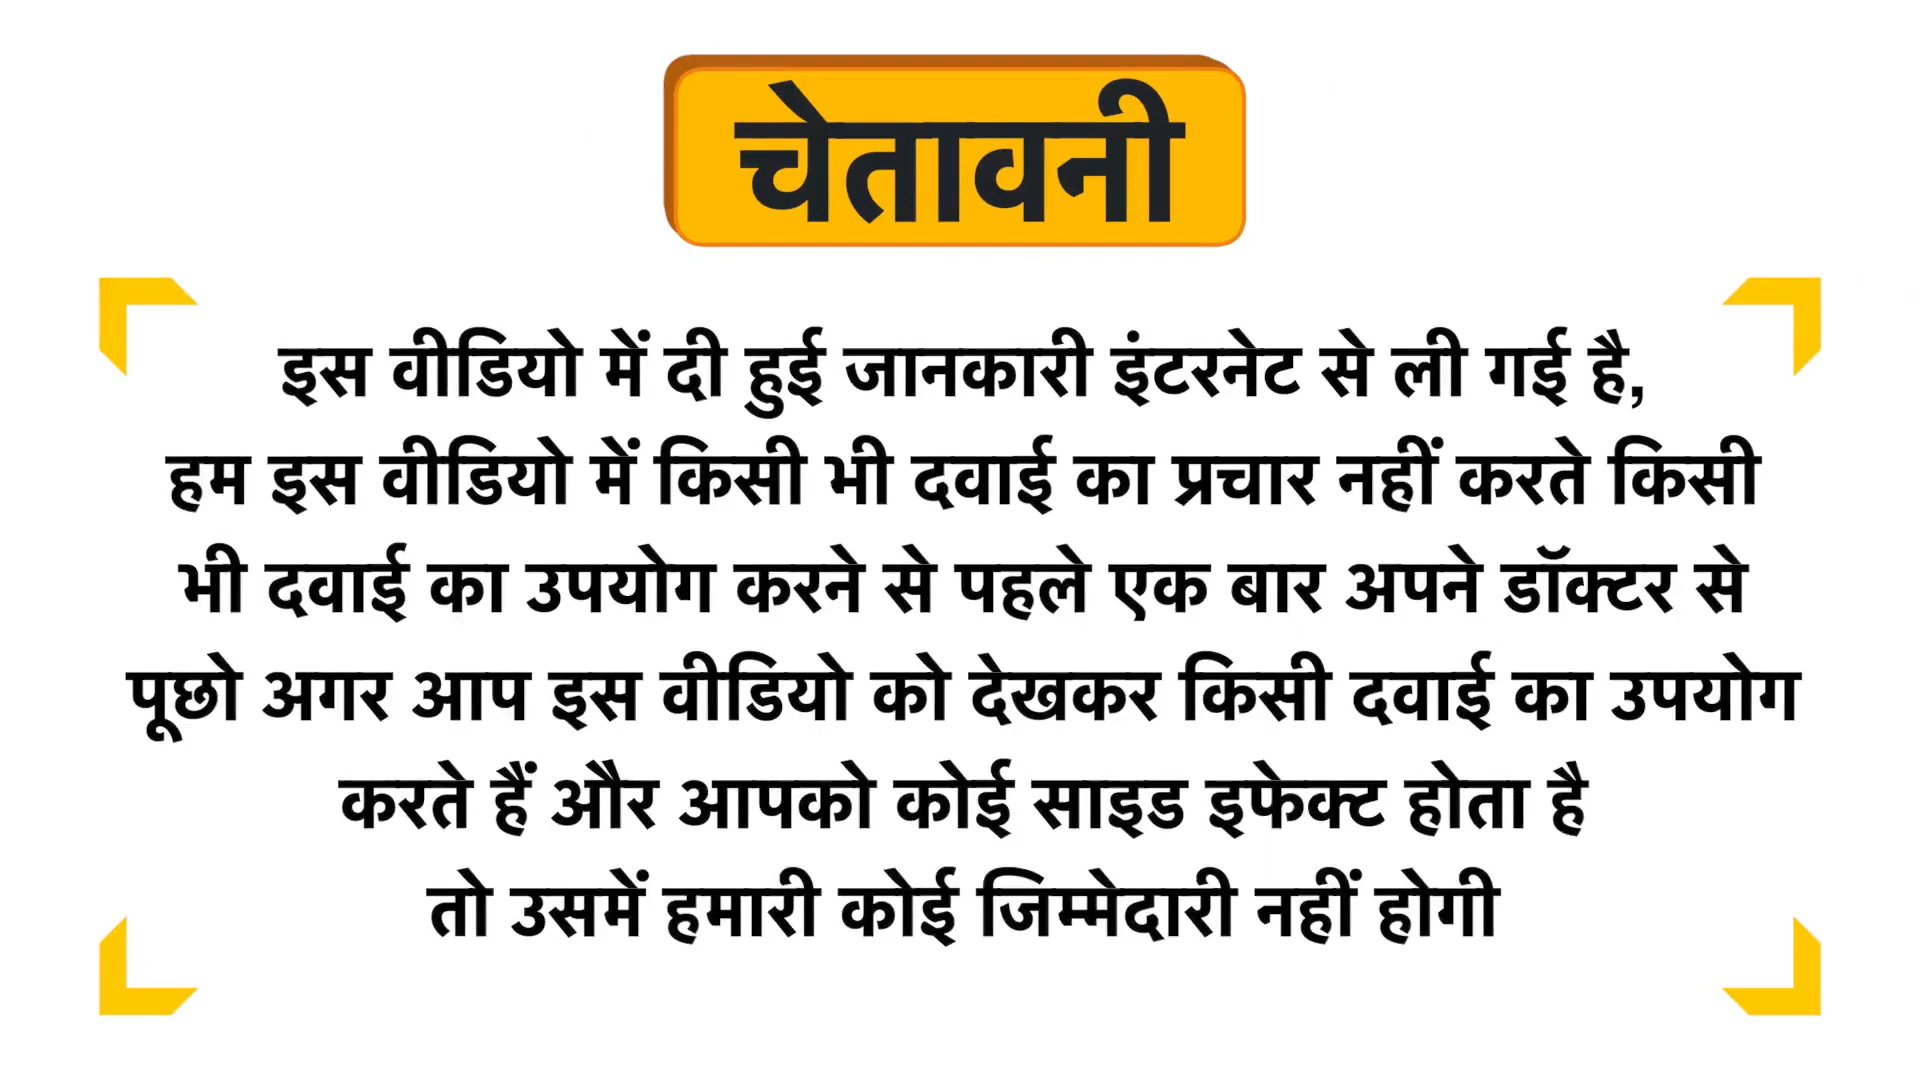 चेतावनी
इस वीडियो में दी हुई जानकारी इंटरनेट से ली गई है,
हम इस वीडियो में किसी भी दवाई का प्रचार नहीं करते किसी
भी दवाई का उपयोग करने से पहले एक बार अपने डॉक्टर से
पूछो अगर आप इस वीडियो को देखकर किसी दवाई का उपयोग
करते हैं और आपको कोई साइड इफेक्ट होता है
तो उसमें हमारी कोई जिम्मेदारी नहीं होगी